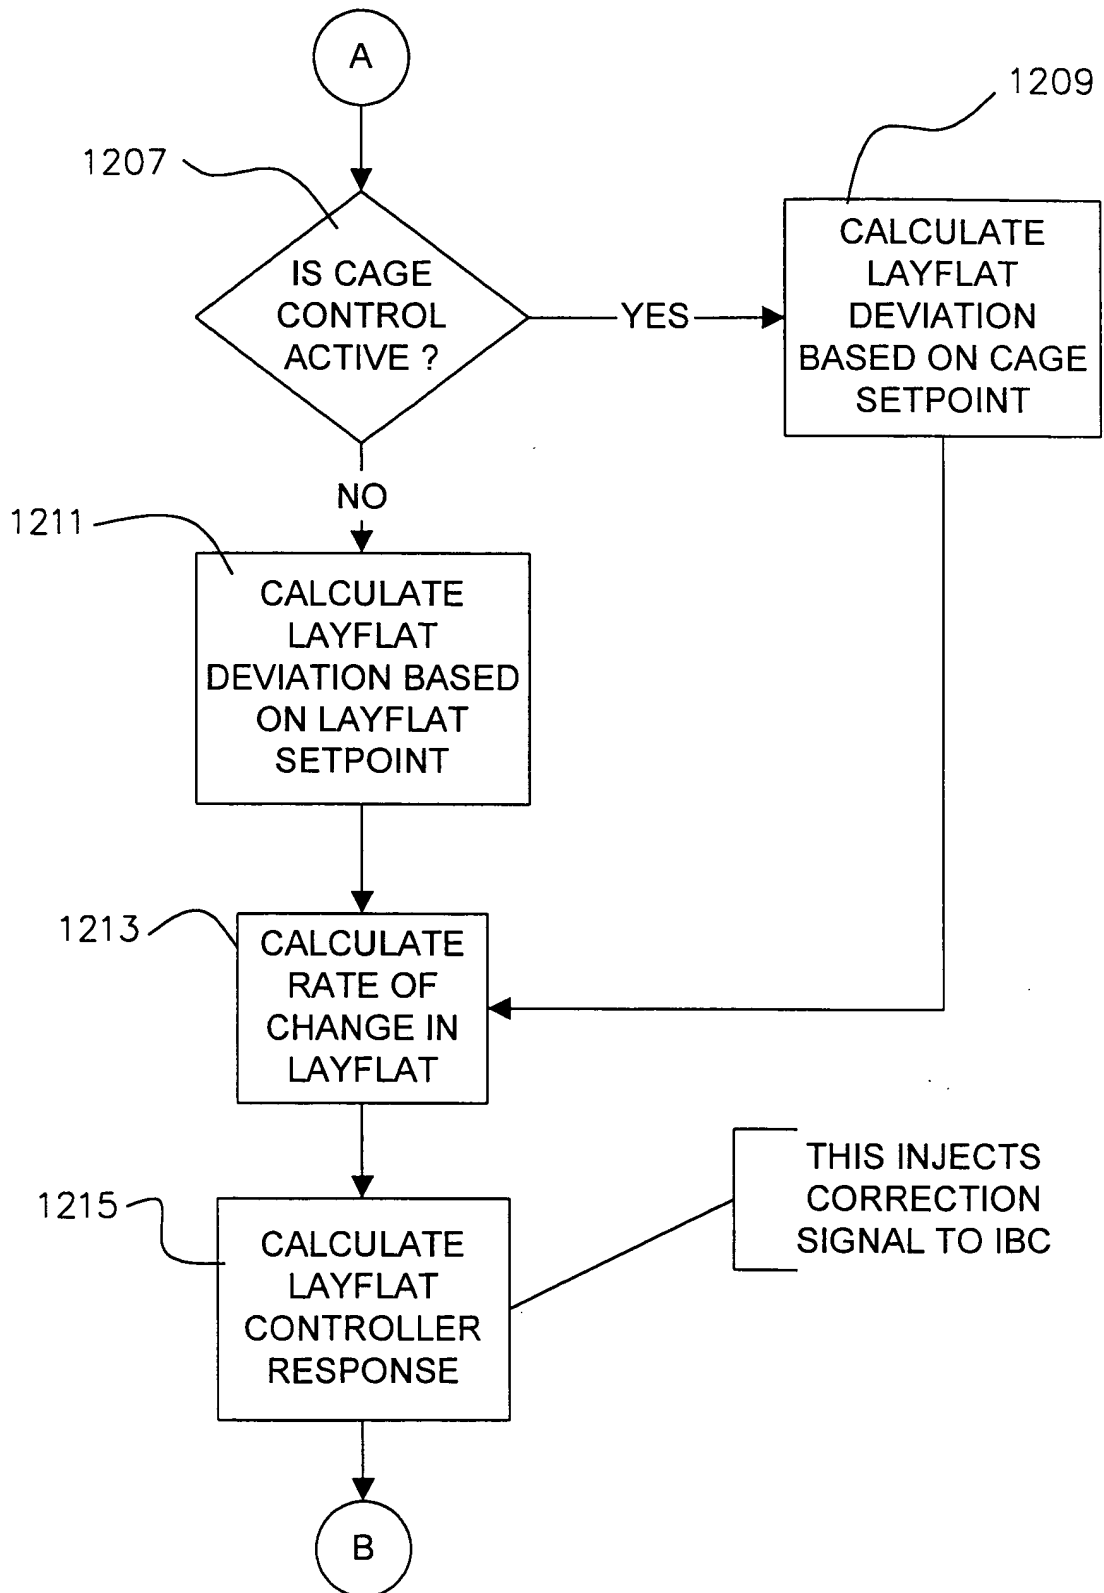 A
1209
1207
IS CAGE
CONTROL
ACTIVE ?
YES
CALCULATE
LAYFLAT
DEVIATION
BASED ON CAGE
SETPOINT
NO
1211
CALCULATE
LAYFLAT
DEVIATION BASED
ON LAYFLAT
SETPOINT
1213
CALCULATE
RATE OF
CHANGE IN
LAYFLAT
1215
CALCULATE
LAYFLAT
CONTROLLER
RESPONSE
THIS INJECTS
CORRECTION
SIGNAL TO IBC
B